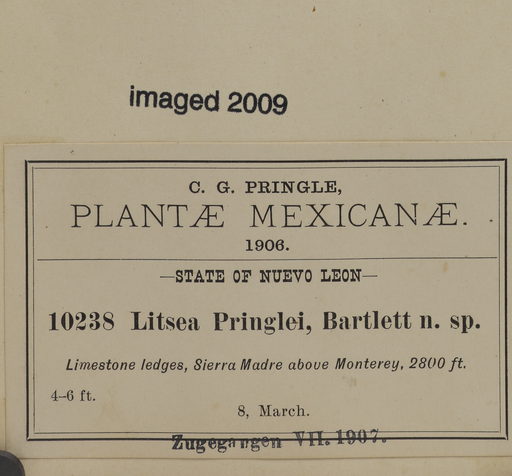 imaged 2009
C. G. PRINGLE,
PLANTÆ MEXICANÆ.
1906.
—STATE OF NUEVO LEON—
10238 Litsea Pringlei, Bartlett n. sp.
Limestone ledges, Sierra Madre above Monterey, 2800 ft.
4–6 ft.
8, March.
Zugegangen VII. 1907.